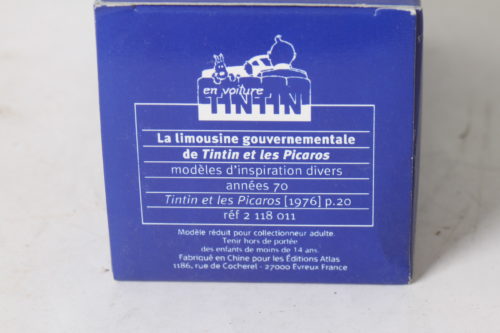 en voiture
TINTIN
La limousine gouvernementale
de Tintin et les Picaros
modèles d'inspiration divers
années 70
Tintin et les Picaros [1976] p.20
réf 2 118 011
Modèle réduit pour collectionneur adulte.
Tenir hors de portée
des enfants de moins de 14 ans.
Fabriqué en Chine pour les Éditions Atlas
1186, rue de Cocherel - 27000 Evreux France